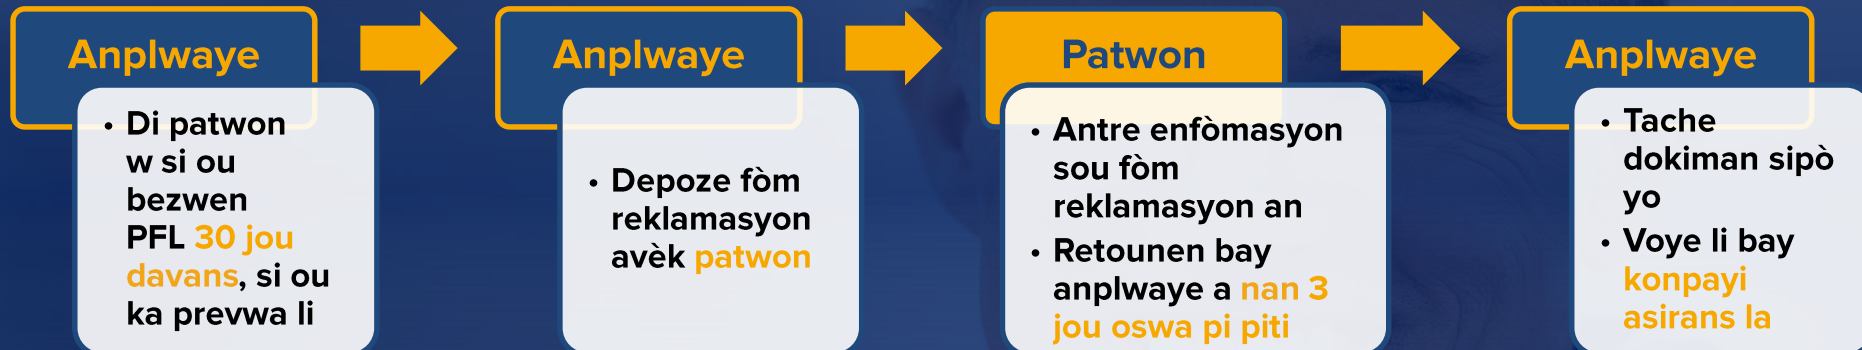 Anplwaye
• Di patwon
w si ou
bezwen
PFL 30 jou
davans, si ou
ka prevwa li
Anplwaye
• Depoze fòm
reklamasyon
avèk patwon
Patwon
• Antre enfòmasyon
sou fòm
reklamasyon an
• Retounen bay
anplwaye a nan 3
jou oswa pi piti
Anplwaye
• Tache
dokiman sipò
yo
• Voye li bay
konpayi
asirans la